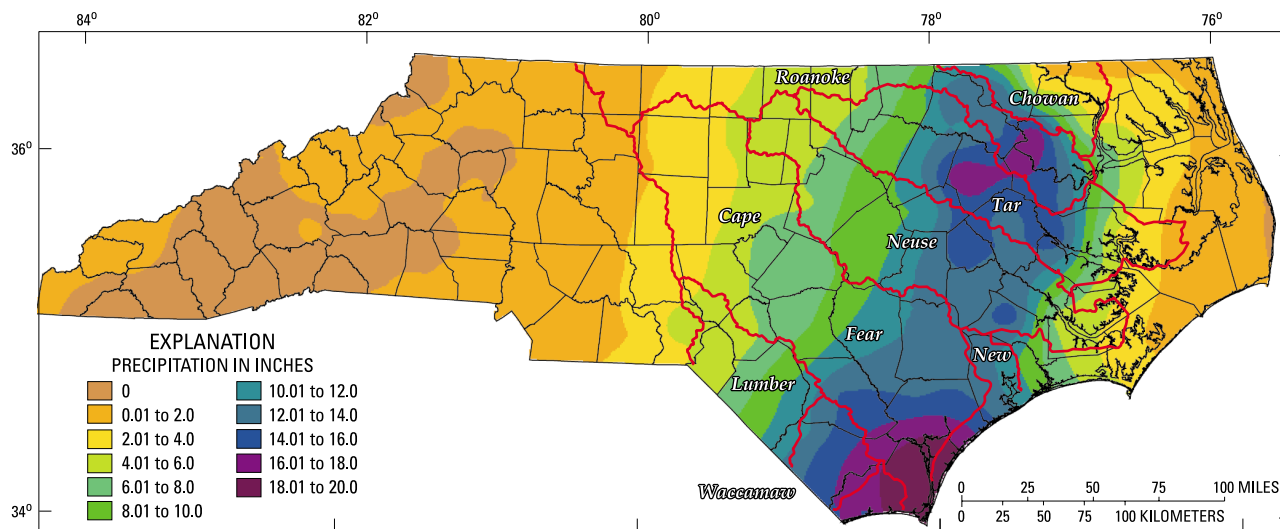 84° 82° 80° 78° 76°
36°
34°
Roanoke
Chowan
Cape
Tar
Neuse
Fear
New
Lumber
Waccamaw
EXPLANATION
PRECIPITATION IN INCHES
0
0.01 to 2.0
2.01 to 4.0
4.01 to 6.0
6.01 to 8.0
8.01 to 10.0
10.01 to 12.0
12.01 to 14.0
14.01 to 16.0
16.01 to 18.0
18.01 to 20.0
0 25 50 75 100 MILES
0 25 50 75 100 KILOMETERS